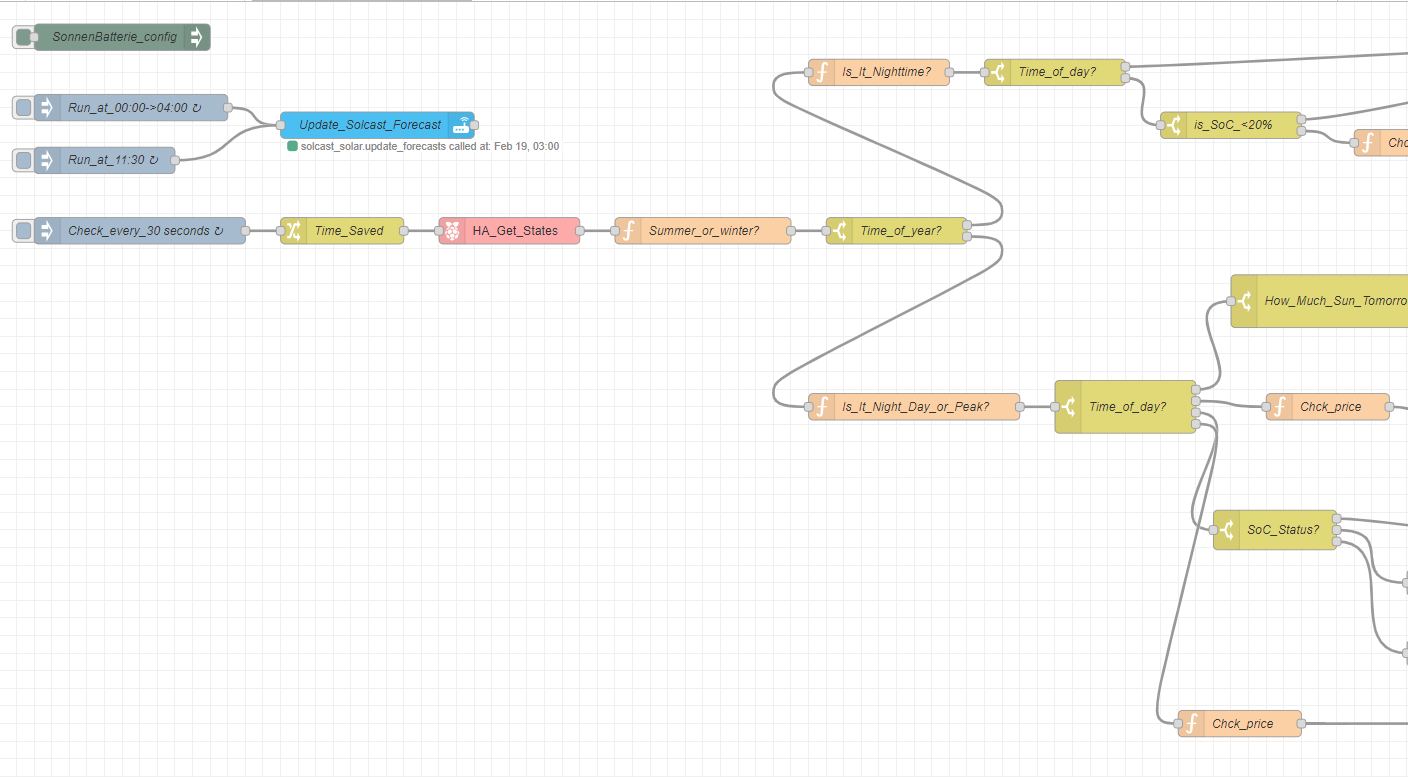 SonnenBatterie_config
Is_It_Nighttime?
Time_of_day?
Run_at_00:00->04:00 ↻
Update_Solcast_Forecast
is_SoC_<20%
solcast_solar.update_forecasts called at: Feb 19, 03:00
Chc
Run_at_11:30 ↻
Check_every_30 seconds ↻
Time_Saved
HA_Get_States
Summer_or_winter?
Time_of_year?
How_Much_Sun_Tomorro
Is_It_Night_Day_or_Peak?
Time_of_day?
Chck_price
SoC_Status?
Chck_price